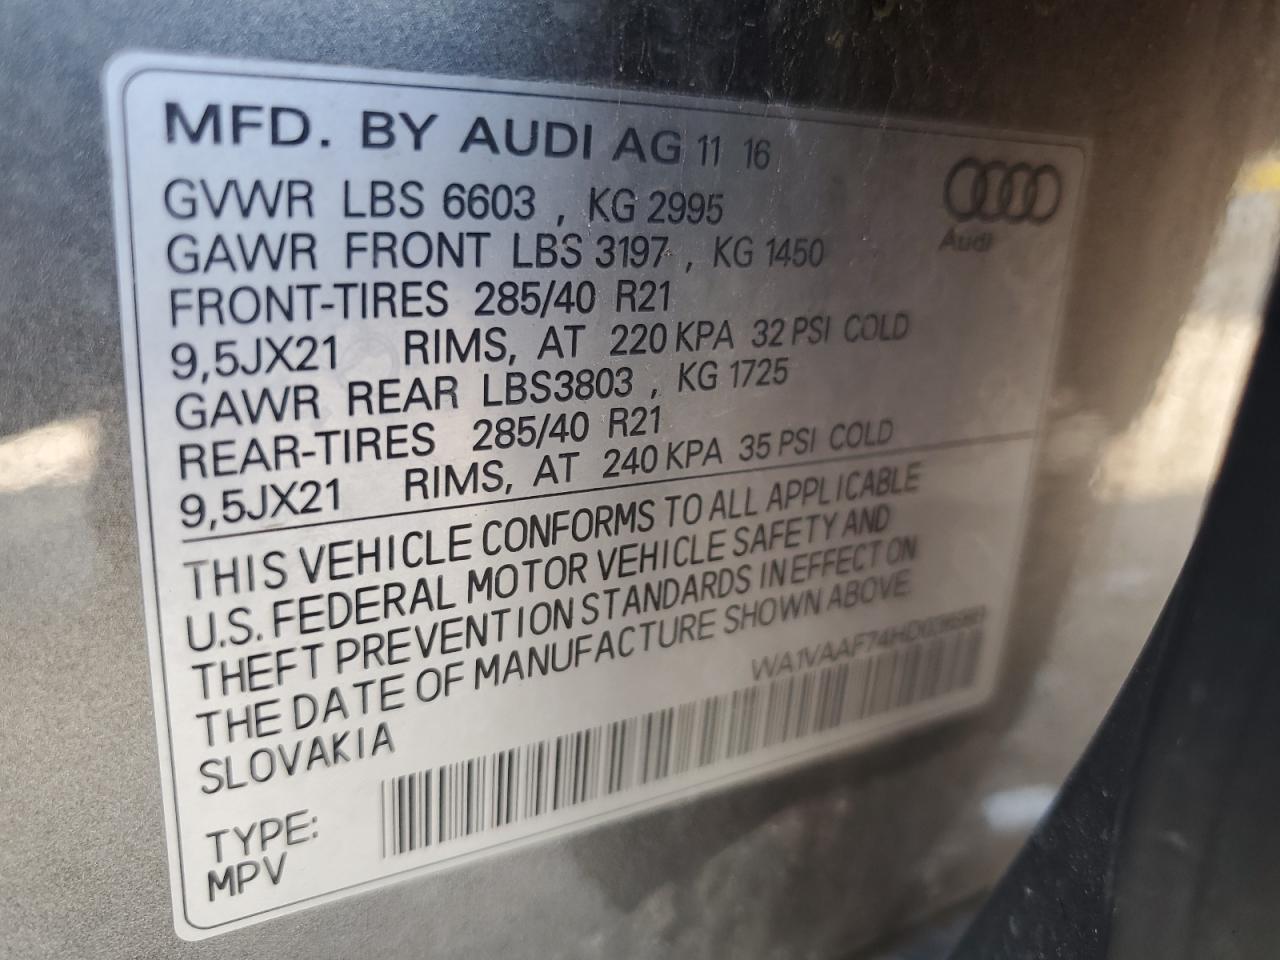 MFD. BY AUDI AG 11 16
GVWR LBS 6603 , KG 2995
Audi
GAWR FRONT LBS 3197 , KG 1450
FRONT-TIRES 285/40 R21
9,5JX21 RIMS, AT 220 KPA 32 PSI COLD
GAWR REAR LBS3803 , KG 1725
REAR-TIRES 285/40 R21
9,5JX21 RIMS, AT 240 KPA 35 PSI COLD
THIS VEHICLE CONFORMS TO ALL APPLICABLE
U.S. FEDERAL MOTOR VEHICLE SAFETY AND
THEFT PREVENTION STANDARDS IN EFFECT ON
THE DATE OF MANUFACTURE SHOWN ABOVE.
SLOVAKIA
TYPE:
MPV